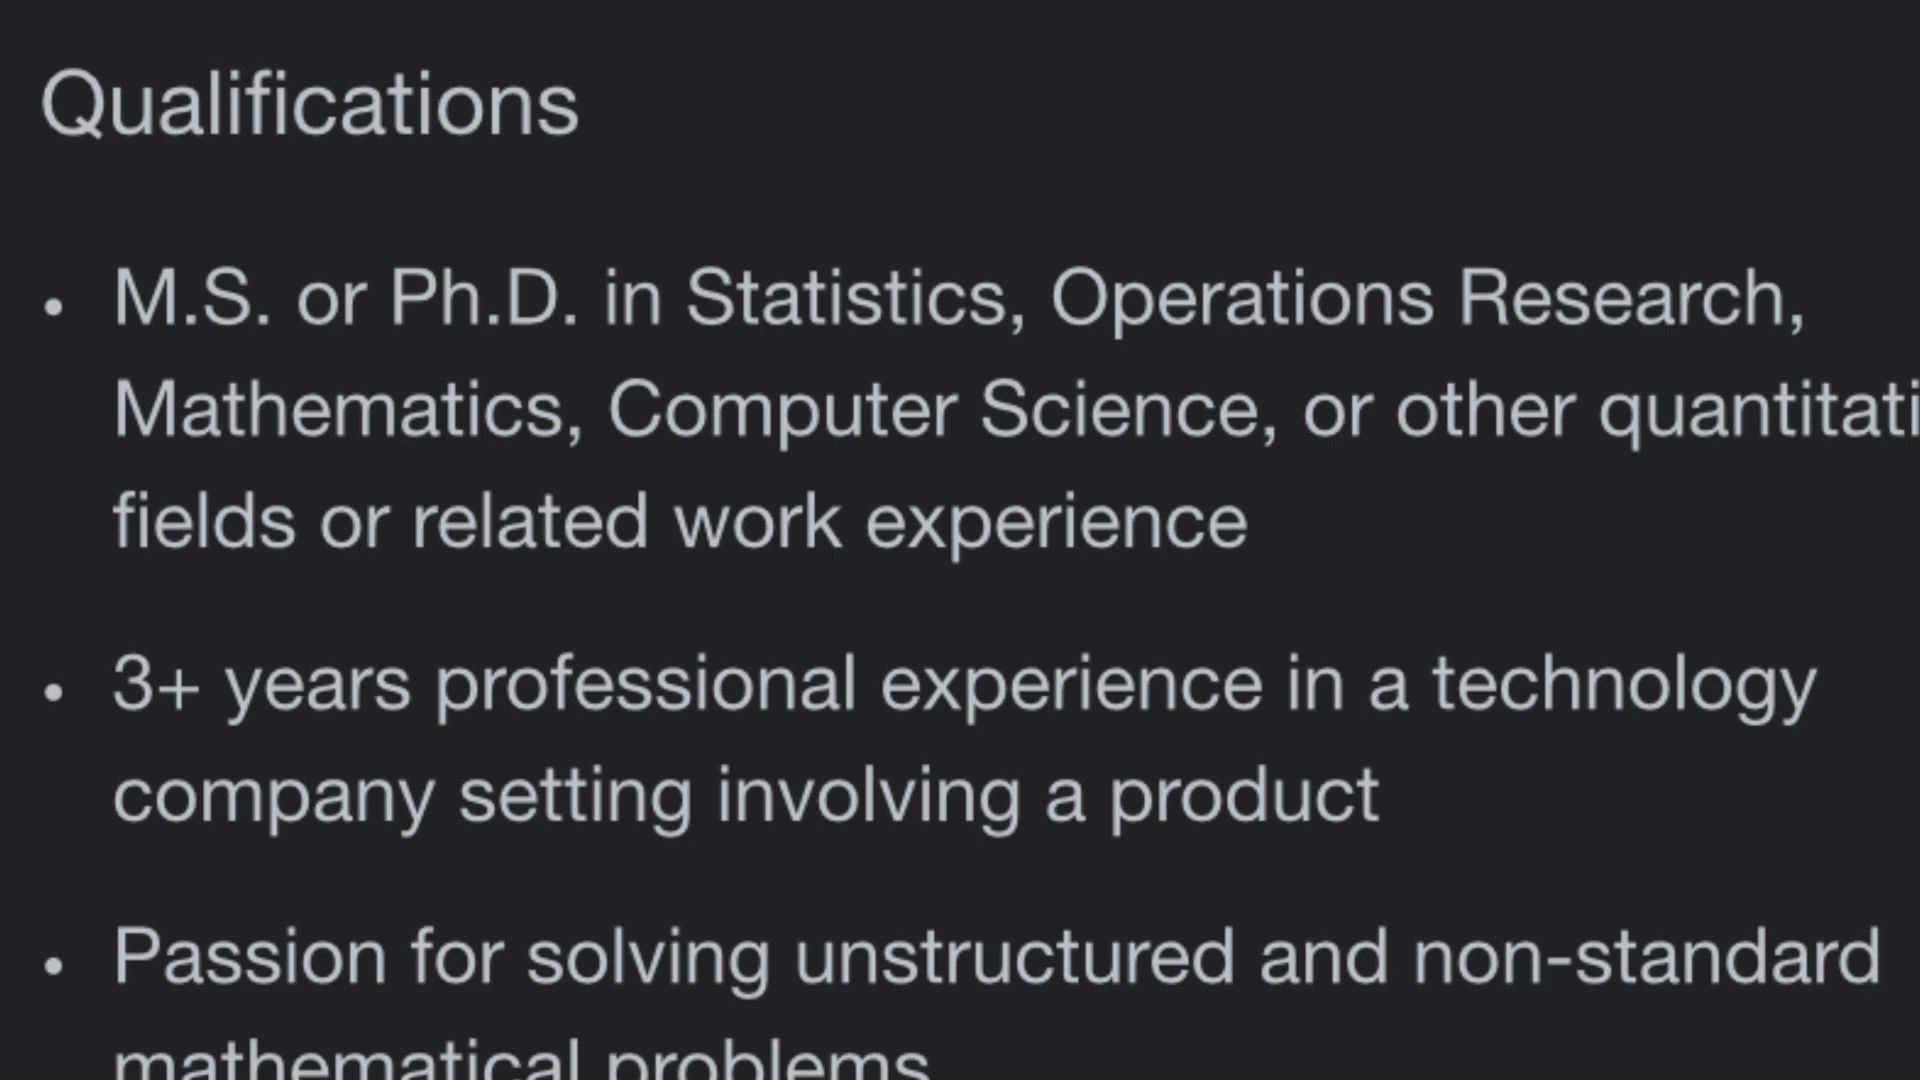 Qualifications
• M.S. or Ph.D. in Statistics, Operations Research,
Mathematics, Computer Science, or other quantitati
fields or related work experience
• 3+ years professional experience in a technology
company setting involving a product
• Passion for solving unstructured and non-standard
mathematical problems